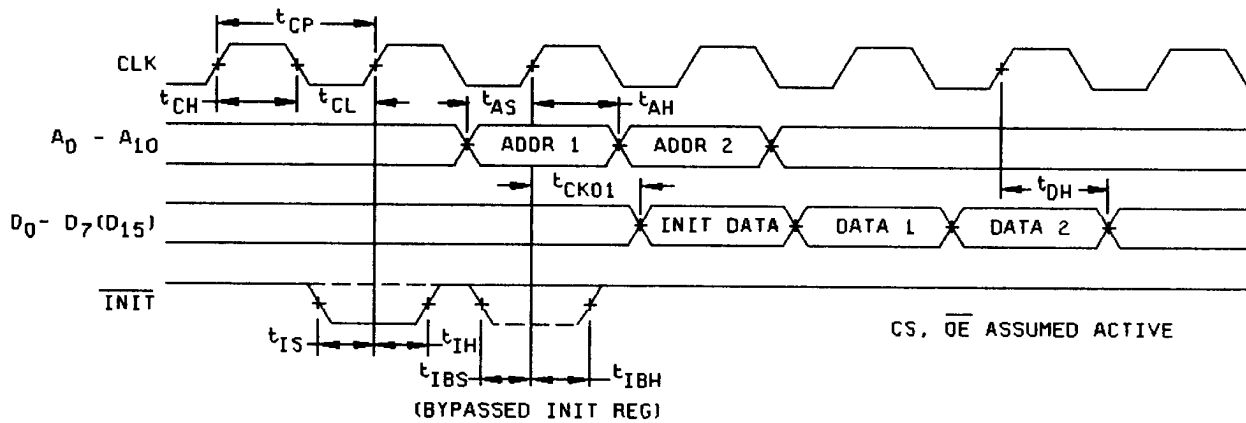 tCP
CLK
tCH
tCL
tAS
tAH
A0 - A10
ADDR 1
ADDR 2
tCKO1
tDH
D0- D7(D15)
INIT DATA
DATA 1
DATA 2
INIT
CS, OE ASSUMED ACTIVE
tIS
tIH
tIBS
tIBH
(BYPASSED INIT REG)